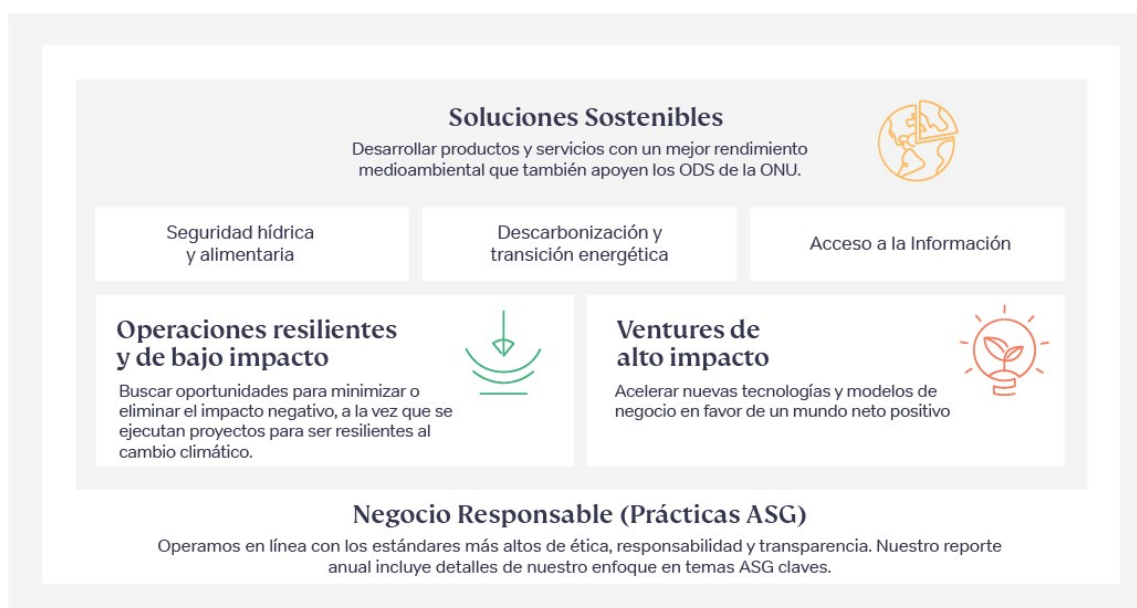 Soluciones Sostenibles
Desarrollar productos y servicios con un mejor rendimiento
medioambiental que también apoyen los ODS de la ONU.
Seguridad hídrica
y alimentaria
Descarbonización y
transición energética
Acceso a la Información
Operaciones resilientes
y de bajo impacto
Buscar oportunidades para minimizar o
eliminar el impacto negativo, a la vez que se
ejecutan proyectos para ser resilientes al
cambio climático.
Ventures de
alto impacto
Acelerar nuevas tecnologías y modelos de
negocio en favor de un mundo neto positivo
Negocio Responsable (Prácticas ASG)
Operamos en línea con los estándares más altos de ética, responsabilidad y transparencia. Nuestro reporte
anual incluye detalles de nuestro enfoque en temas ASG claves.